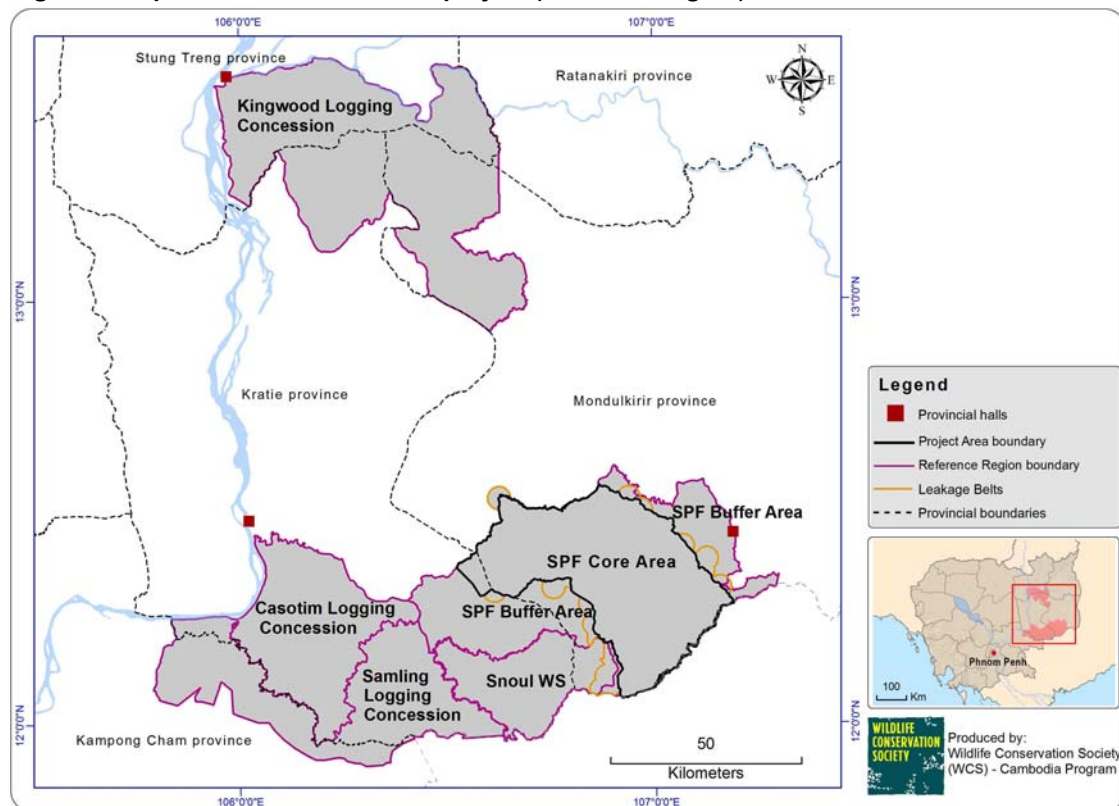 106°0'0"E
107°0'0"E
Stung Treng province
Ratanakiri province
N
W
E
S
Kingwood Logging
Concession
13°0'0"N
13°0'0"N
Kratie province
Mondulkirir province
SPF Buffer Area
SPF Core Area
Casotim Logging
Concession
SPF Buffer Area
Samling
Logging
Concession
Snoul WS
12°0'0"N
12°0'0"N
Kampong Cham province
50
Kilometers
106°0'0"E
107°0'0"E
Legend
Provincial halls
Project Area boundary
Reference Region boundary
Leakage Belts
Provincial boundaries
Phnom Penh
100
Km
WILDLIFE
CONSERVATION
SOCIETY
Produced by:
Wildlife Conservation Society
(WCS) - Cambodia Program